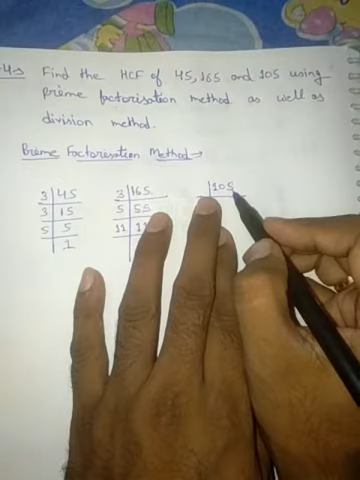 4s Find the HCF of 45, 165 and 105 using
Prime factorisation method as well as
division method.
Prime Factorisation Method →
3 45 3 165 105
3 15 5 55
5 5 11
1